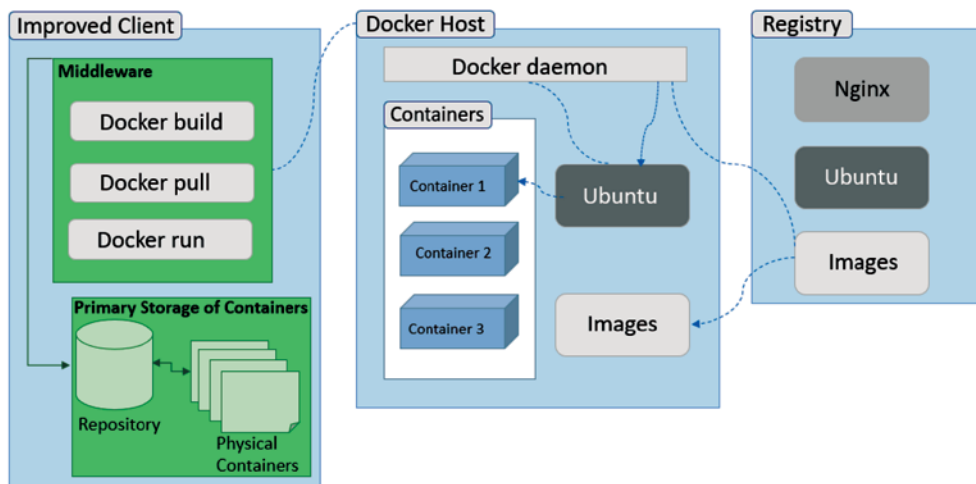 Improved Client
Middleware
Docker build
Docker pull
Docker run
Primary Storage of Containers
Repository
Physical
Containers
Docker Host
Docker daemon
Containers
Container 1
Container 2
Container 3
Ubuntu
Images
Registry
Nginx
Ubuntu
Images